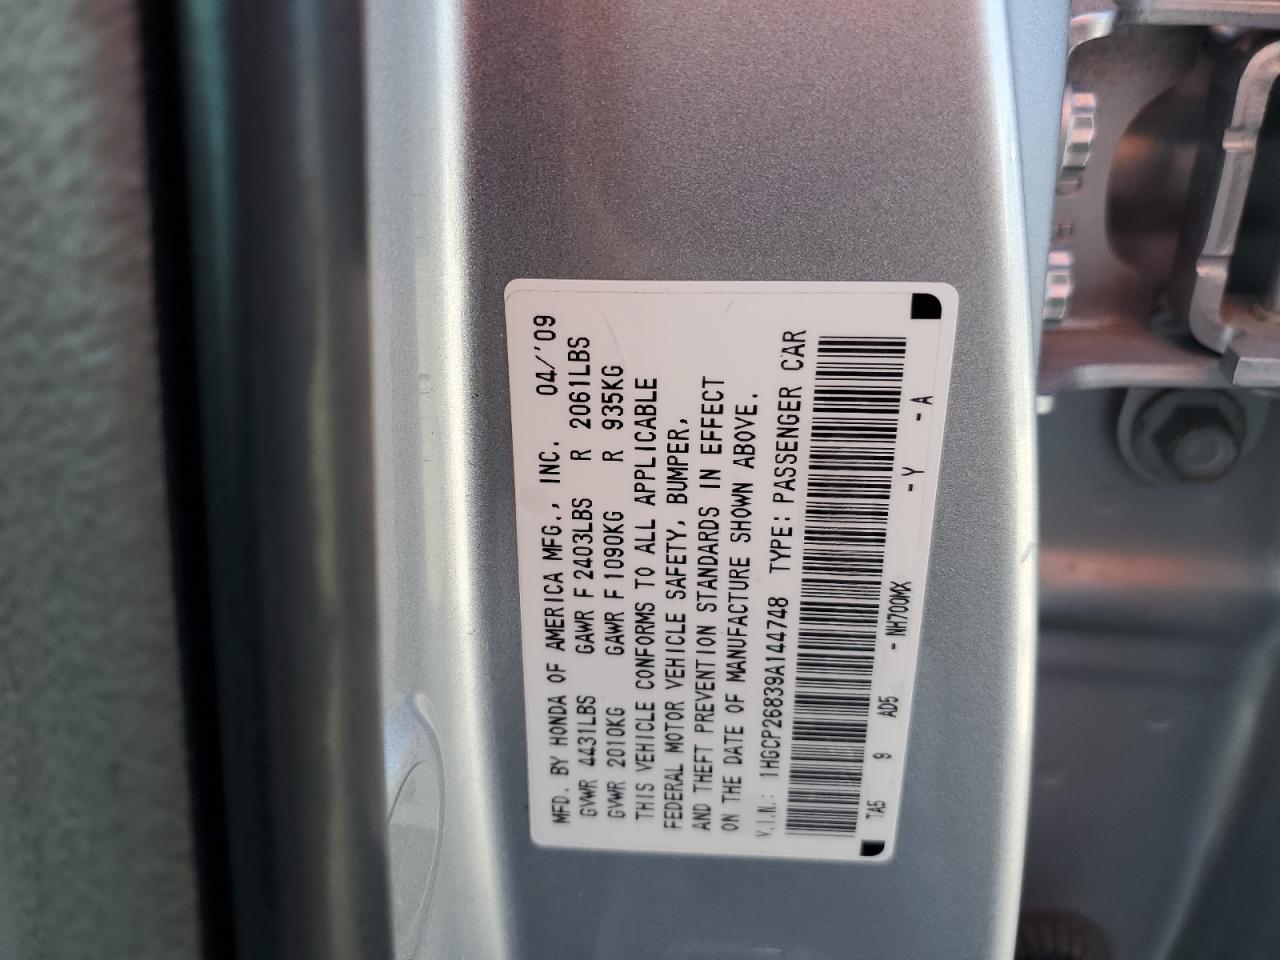 MFD. BY HONDA OF AMERICA MFG., INC. 04/'09
GVWR 4431LBS GAWR F 2403LBS R 2061LBS
GVWR 2010KG GAWR F 1090KG R 935KG
THIS VEHICLE CONFORMS TO ALL APPLICABLE
FEDERAL MOTOR VEHICLE SAFETY, BUMPER,
AND THEFT PREVENTION STANDARDS IN EFFECT
ON THE DATE OF MANUFACTURE SHOWN ABOVE.
V.I.N.: 1HGCP26839A144748 TYPE: PASSENGER CAR
TA5 9 AD5 - NH700MX - Y - A